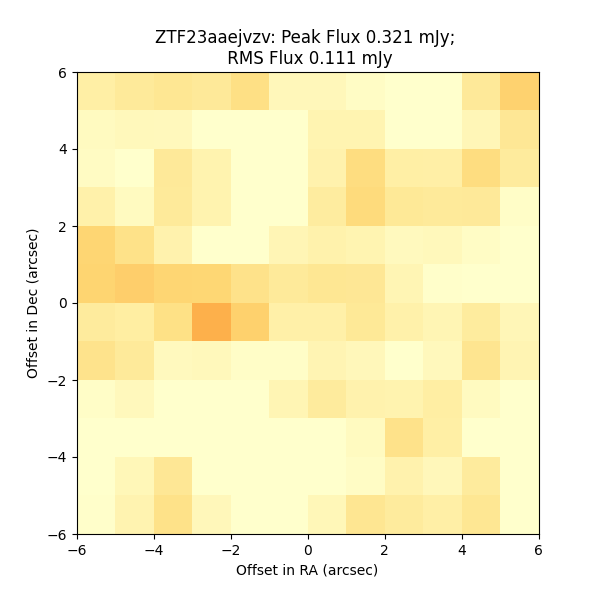 ZTF23aaejvzv: Peak Flux 0.321 mJy;
RMS Flux 0.111 mJy
6
4
2
0
−2
−4
−6
Offset in Dec (arcsec)
−6 −4 −2 0 2 4 6
Offset in RA (arcsec)